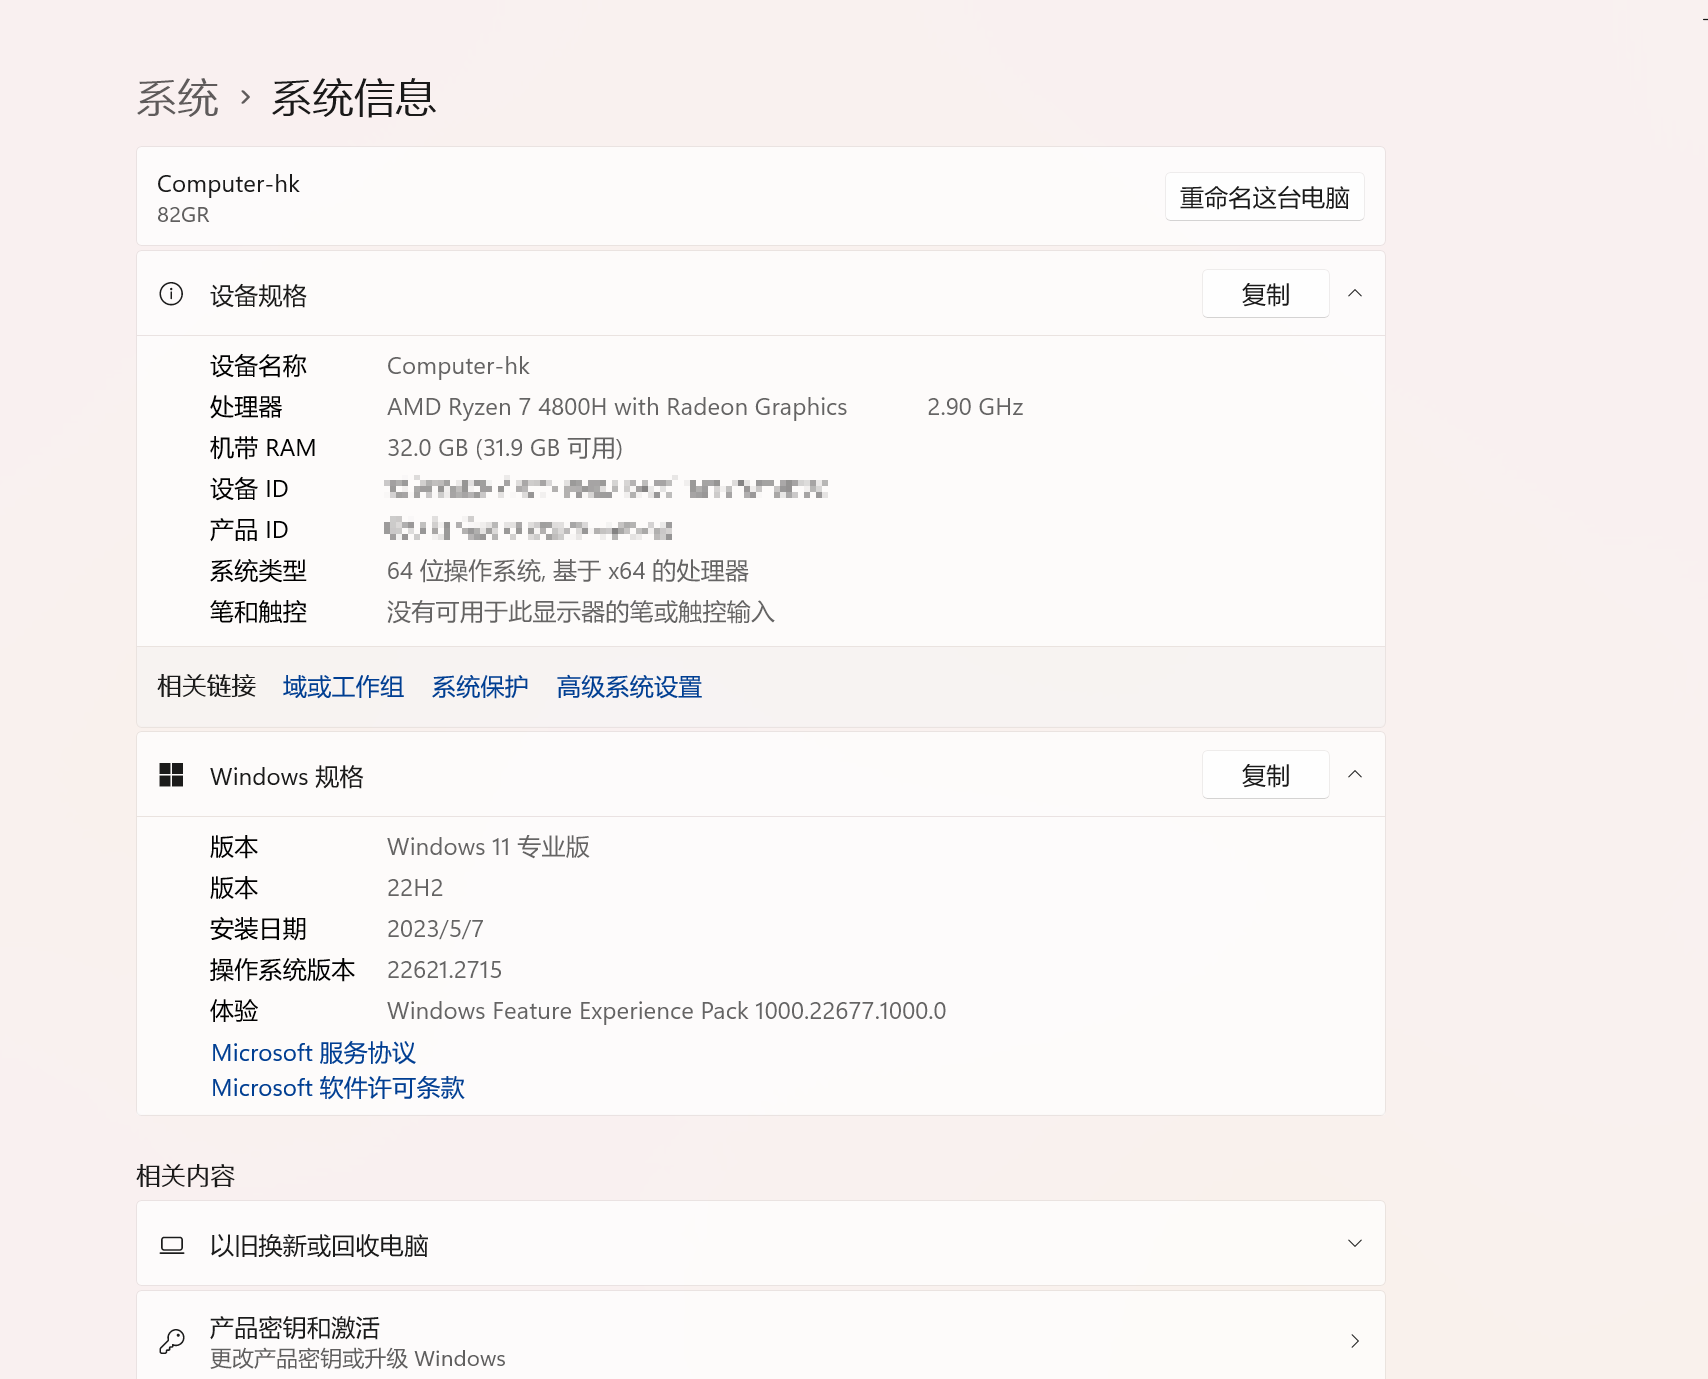 系统 › 系统信息
Computer-hk
82GR
重命名这台电脑
设备规格
复制
设备名称 Computer-hk
处理器 AMD Ryzen 7 4800H with Radeon Graphics 2.90 GHz
机带 RAM 32.0 GB (31.9 GB 可用)
设备 ID
产品 ID
系统类型 64 位操作系统, 基于 x64 的处理器
笔和触控 没有可用于此显示器的笔或触控输入
相关链接 域或工作组 系统保护 高级系统设置
Windows 规格
复制
版本 Windows 11 专业版
版本 22H2
安装日期 2023/5/7
操作系统版本 22621.2715
体验 Windows Feature Experience Pack 1000.22677.1000.0
Microsoft 服务协议
Microsoft 软件许可条款
相关内容
以旧换新或回收电脑
产品密钥和激活
更改产品密钥或升级 Windows